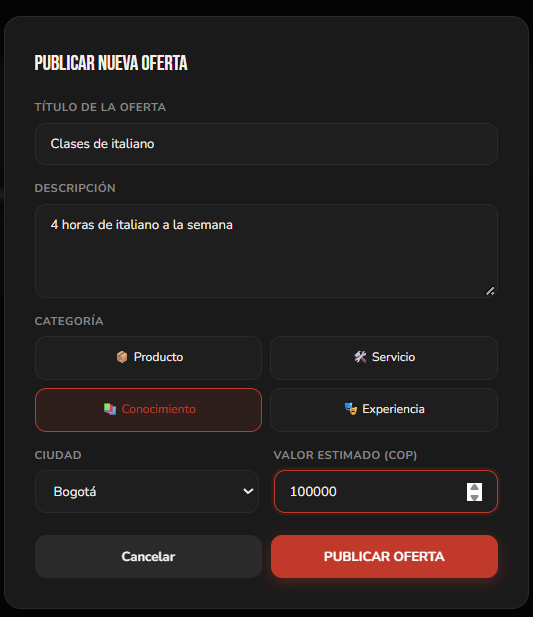 PUBLICAR NUEVA OFERTA
TÍTULO DE LA OFERTA
Clases de italiano
DESCRIPCIÓN
4 horas de italiano a la semana
CATEGORÍA
Producto
Servicio
Conocimiento
Experiencia
CIUDAD
VALOR ESTIMADO (COP)
Bogotá
100000
Cancelar
PUBLICAR OFERTA